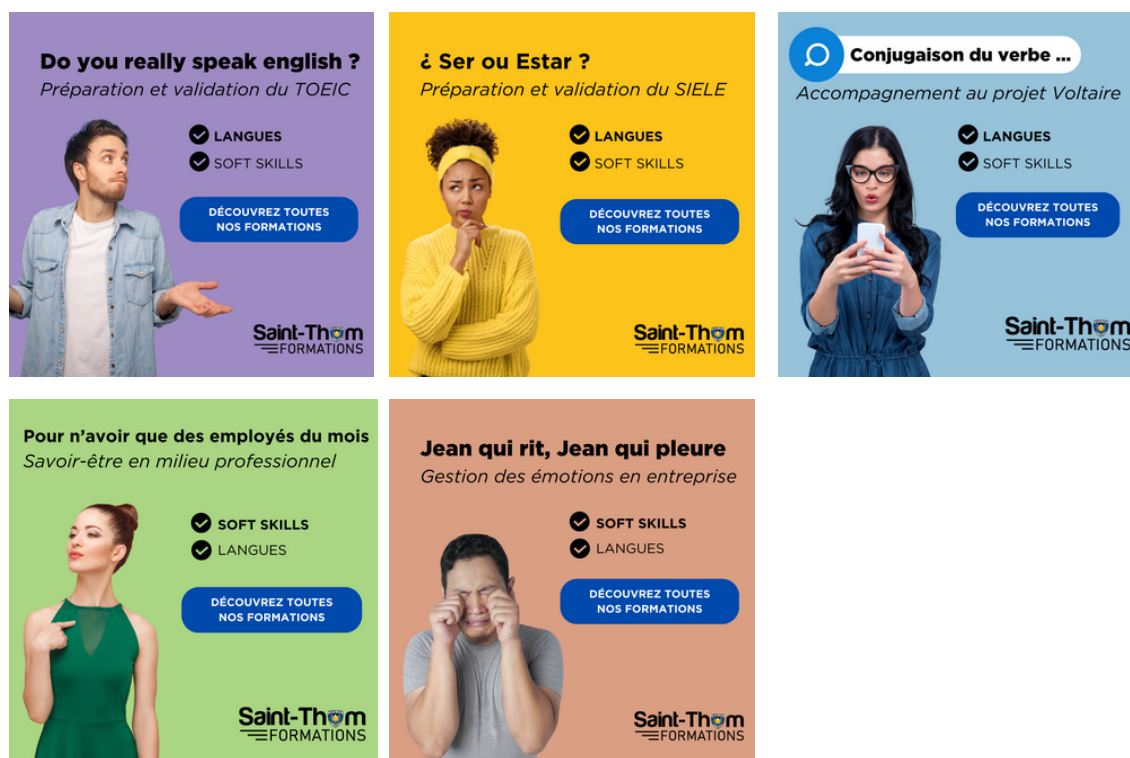 Do you really speak english ?
Préparation et validation du TOEIC
LANGUES
SOFT SKILLS
DÉCOUVREZ TOUTES
NOS FORMATIONS
Saint-Thom
FORMATIONS
¿ Ser ou Estar ?
Préparation et validation du SIELE
LANGUES
SOFT SKILLS
DÉCOUVREZ TOUTES
NOS FORMATIONS
Saint-Thom
FORMATIONS
Conjugaison du verbe ...
Accompagnement au projet Voltaire
LANGUES
SOFT SKILLS
DÉCOUVREZ TOUTES
NOS FORMATIONS
Saint-Thom
FORMATIONS
Pour n’avoir que des employés du mois
Savoir-être en milieu professionnel
SOFT SKILLS
LANGUES
DÉCOUVREZ TOUTES
NOS FORMATIONS
Saint-Thom
FORMATIONS
Jean qui rit, Jean qui pleure
Gestion des émotions en entreprise
SOFT SKILLS
LANGUES
DÉCOUVREZ TOUTES
NOS FORMATIONS
Saint-Thom
FORMATIONS